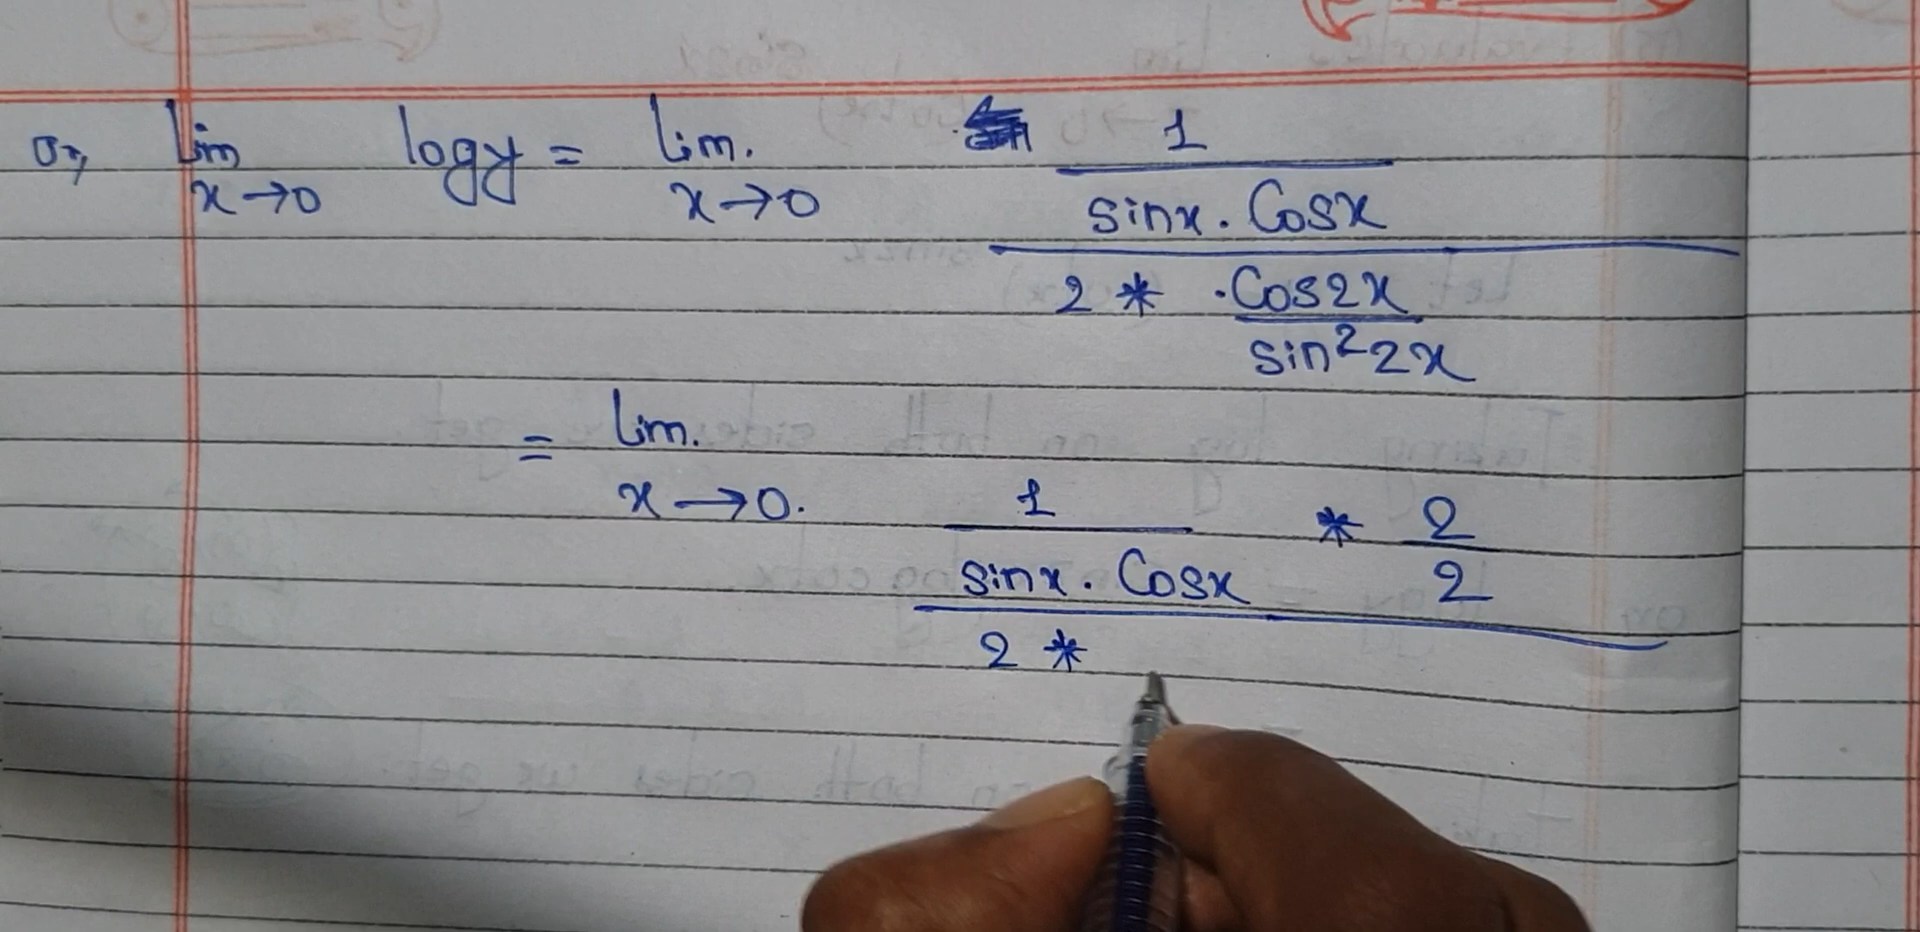 or, lim logy = lim. 1
x→0 x→0 sinx. Cosx
2 * .Cos2x
sin²2x
= lim.
x→0. 1 * 2
sinx. Cosx 2
2 *